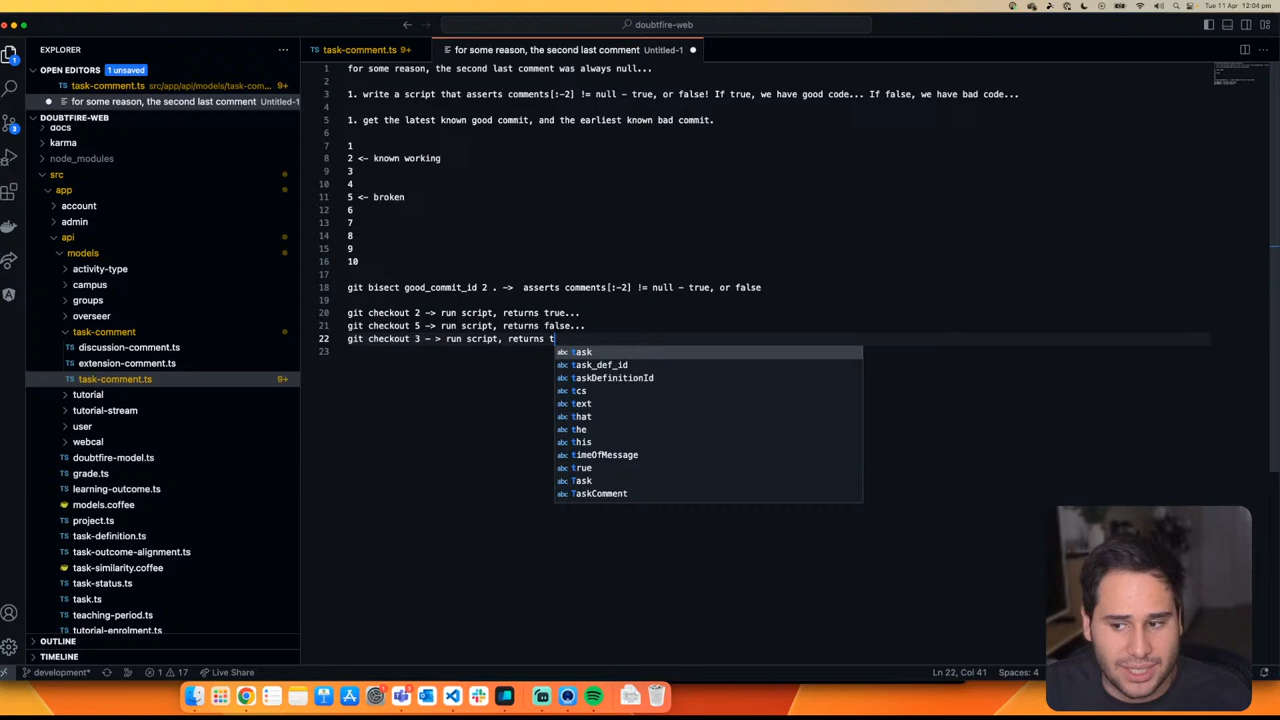 Tue 11 Apr 12:04 pm
doubtfire-web
EXPLORER
task-comment.ts 9+
for some reason, the second last comment Untitled-1
OPEN EDITORS 1 unsaved
task-comment.ts src/app/api/models/task-com... 9+
for some reason, the second last comment Untitled-1
DOUBTFIRE-WEB
docs
karma
node_modules
src
app
account
admin
api
models
activity-type
campus
groups
overseer
task-comment
discussion-comment.ts
extension-comment.ts
task-comment.ts 9+
tutorial
tutorial-stream
user
webcal
doubtfire-model.ts
grade.ts
learning-outcome.ts
models.coffee
project.ts
task-definition.ts
task-outcome-alignment.ts
task-similarity.coffee
task-status.ts
task.ts
teaching-period.ts
tutorial-enrolment.ts
OUTLINE
TIMELINE
1 for some reason, the second last comment was always null...
2
3 1. write a script that asserts comments[:-2] != null - true, or false! If true, we have good code... If false, we have bad code...
4
5 1. get the latest known good commit, and the earliest known bad commit.
6
7 1
8 2 <- known working
9 3
10 4
11 5 <- broken
12 6
13 7
14 8
15 9
16 10
17
18 git bisect good_commit_id 2 . -> asserts comments[:-2] != null - true, or false
19
20 git checkout 2 -> run script, returns true...
21 git checkout 5 -> run script, returns false...
22 git checkout 3 - > run script, returns t
23
abc task
abc task_def_id
abc taskDefinitionId
abc tcs
abc text
abc that
abc the
abc this
abc timeOfMessage
abc true
abc Task
abc TaskComment
development* 1 17 Live Share
Ln 22, Col 41 Spaces: 4